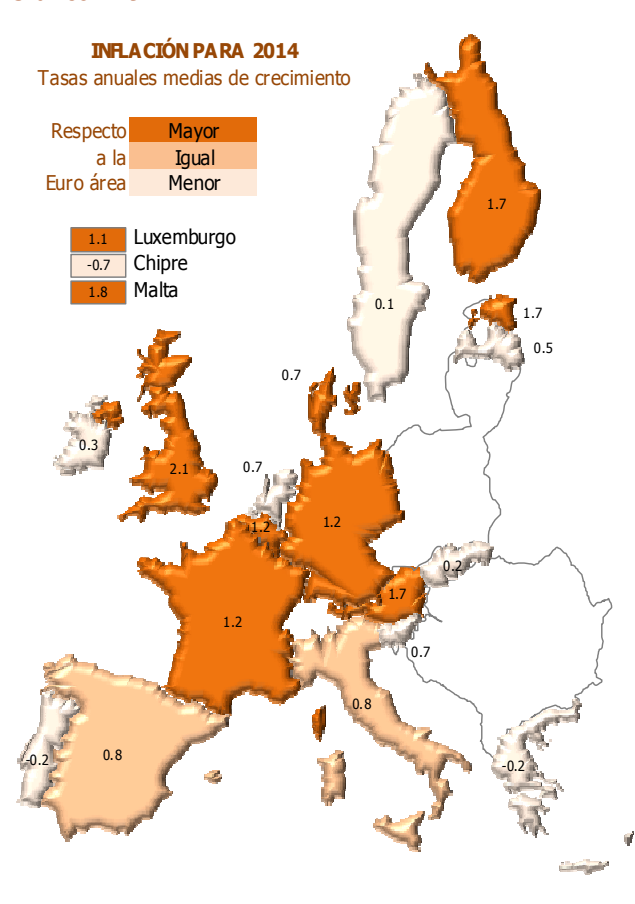 INFLACIÓN PARA 2014
Tasas anuales medias de crecimiento
Respecto Mayor
a la Igual
Euro área Menor
1.1 Luxemburgo
-0.7 Chipre
1.8 Malta
1.7
0.1
1.7
0.5
0.7
0.3
2.1
0.7
1.2
1.2
0.2
1.7
1.2
0.7
0.8
0.8
-0.2
-0.2